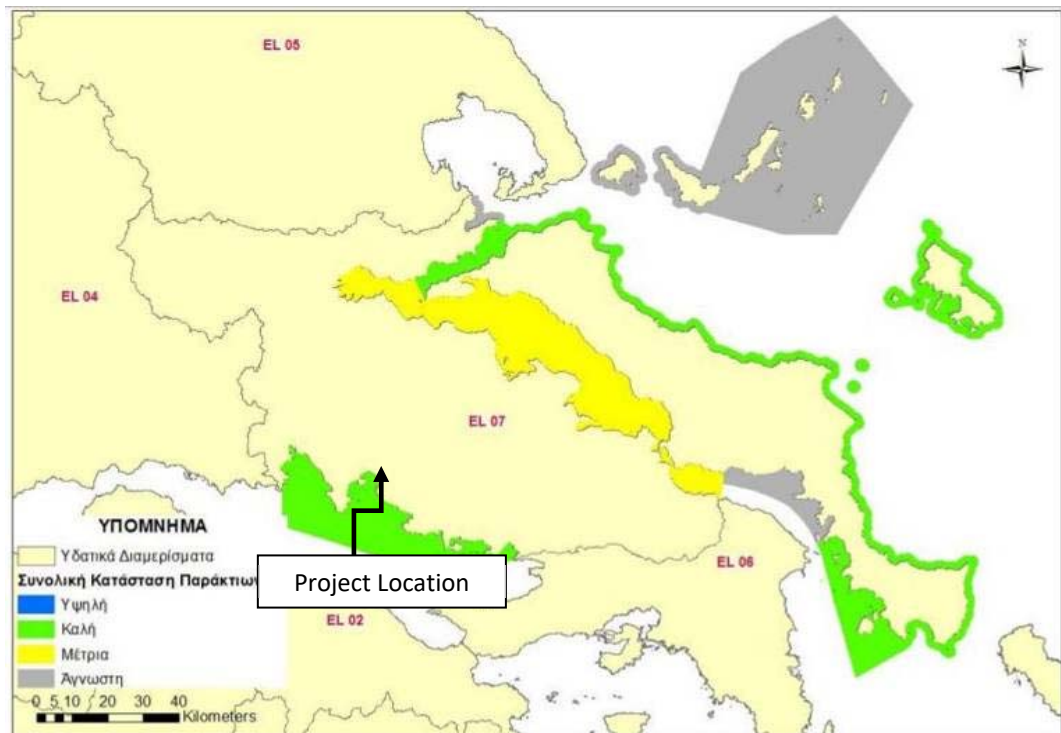 EL 05
N
EL 04
EL 07
ΥΠΟΜΝΗΜΑ
Υδατικά Διαμερίσματα
Συνολική Κατάσταση Παράκτιων
Υψηλή
Καλή
Μέτρια
Άγνωστη
0 5 10 20 30 40
Kilometers
Project Location
EL 06
EL 02